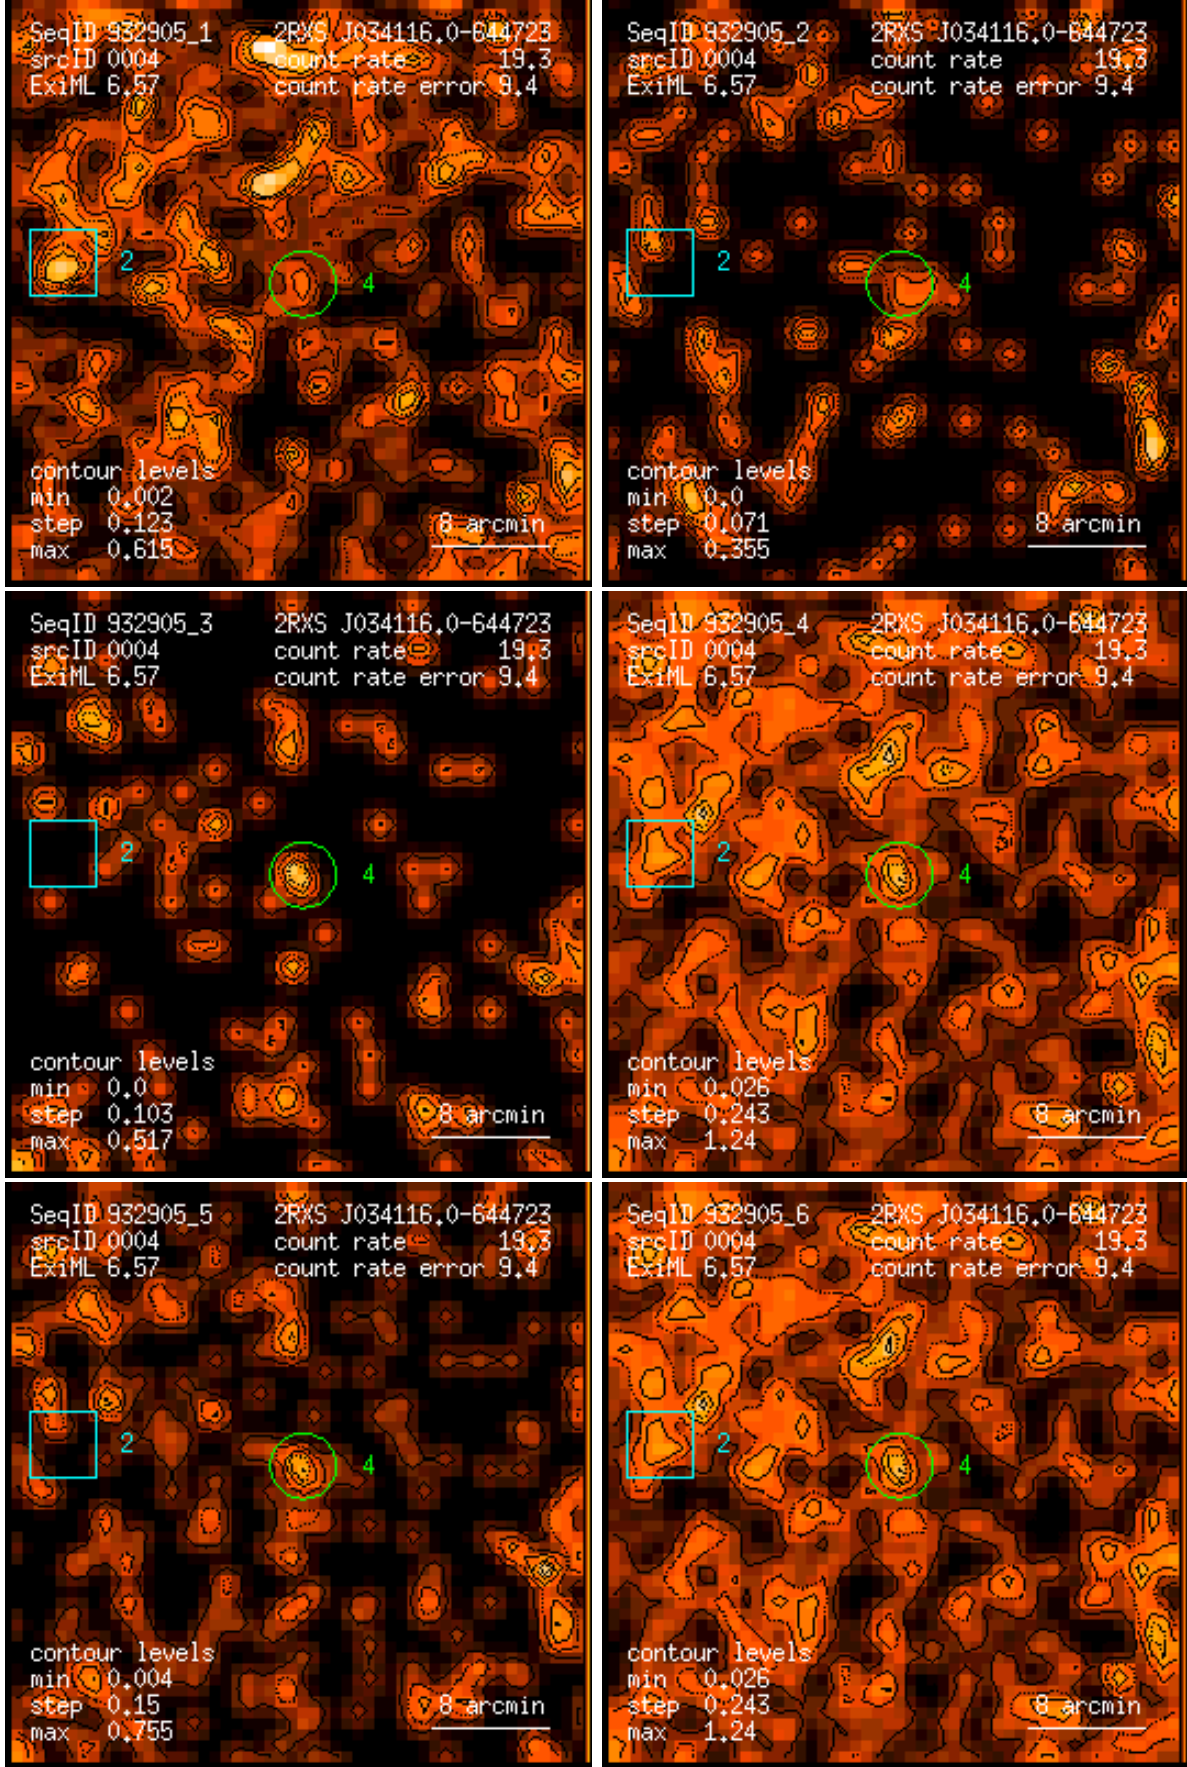 SeqID 932905_1 2RXS J034116.0-644723
srcID 0004 count rate 19.3
ExiML 6.57 count rate error 9.4
2
4
contour levels
min 0.002
step 0.123
max 0.615
8 arcmin
SeqID 932905_2 2RXS J034116.0-644723
srcID 0004 count rate 19.3
ExiML 6.57 count rate error 9.4
2
4
contour levels
min 0.0
step 0.071
max 0.355
8 arcmin
SeqID 932905_3 2RXS J034116.0-644723
srcID 0004 count rate 19.3
ExiML 6.57 count rate error 9.4
2
4
contour levels
min 0.0
step 0.103
max 0.517
8 arcmin
SeqID 932905_4 2RXS J034116.0-644723
srcID 0004 count rate 19.3
ExiML 6.57 count rate error 9.4
2
4
contour levels
min 0.026
step 0.243
max 1.24
8 arcmin
SeqID 932905_5 2RXS J034116.0-644723
srcID 0004 count rate 19.3
ExiML 6.57 count rate error 9.4
2
4
contour levels
min 0.004
step 0.15
max 0.755
8 arcmin
SeqID 932905_6 2RXS J034116.0-644723
srcID 0004 count rate 19.3
ExiML 6.57 count rate error 9.4
2
4
contour levels
min 0.026
step 0.243
max 1.24
8 arcmin